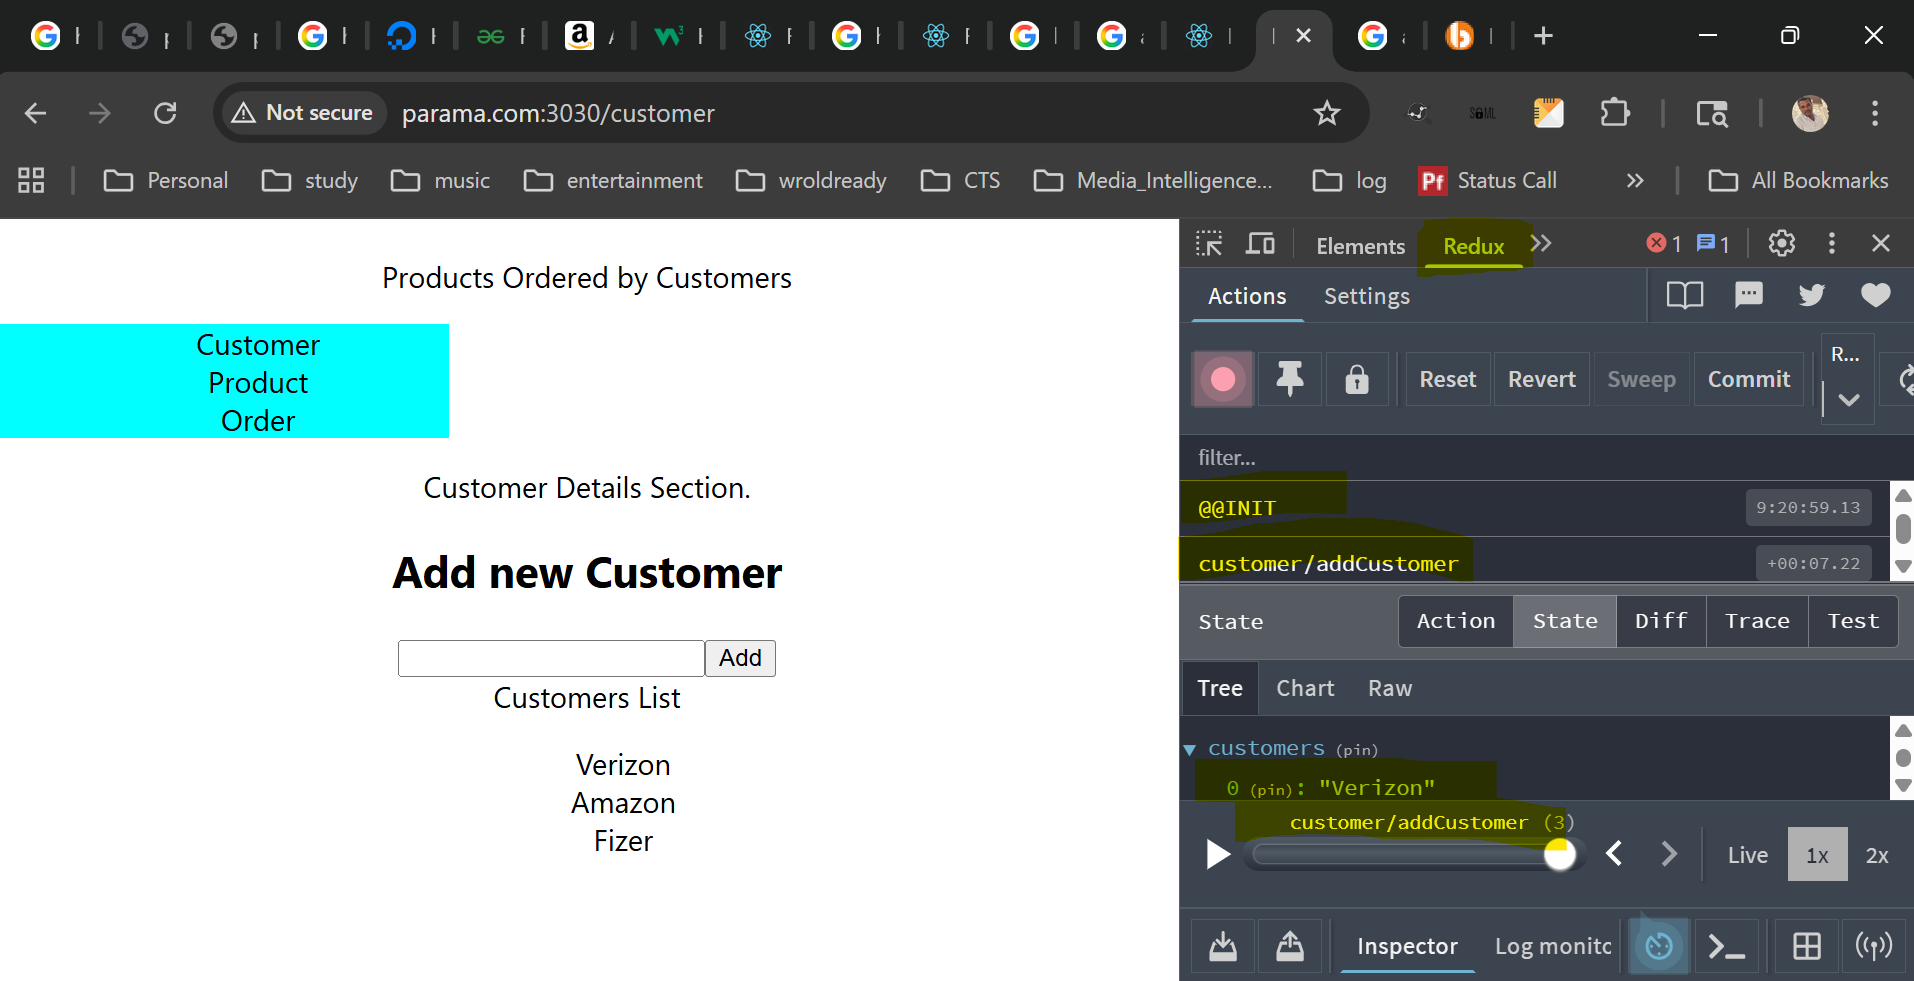 Not secure parama.com:3030/customer
Personal study music entertainment wroldready CTS Media_Intelligence... log Pf Status Call All Bookmarks
Products Ordered by Customers
Customer
Product
Order
Customer Details Section.
Add new Customer
Add
Customers List
Verizon
Amazon
Fizer
Elements Redux 1 1
Actions Settings
Reset Revert Sweep Commit R...
filter...
@@INIT 9:20:59.13
customer/addCustomer +00:07.22
State Action State Diff Trace Test
Tree Chart Raw
customers (pin)
0 (pin): "Verizon"
customer/addCustomer (3)
Live 1x 2x
Inspector Log monitc